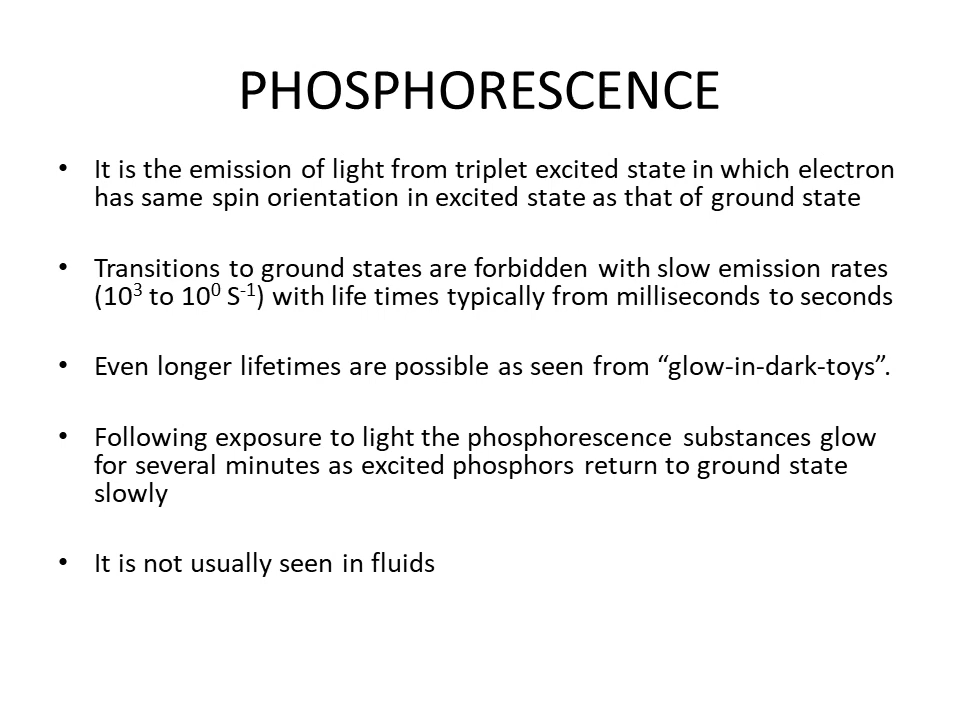 PHOSPHORESCENCE
• It is the emission of light from triplet excited state in which electron
has same spin orientation in excited state as that of ground state
• Transitions to ground states are forbidden with slow emission rates
(10³ to 10⁰ S⁻¹) with life times typically from milliseconds to seconds
• Even longer lifetimes are possible as seen from “glow-in-dark-toys”.
• Following exposure to light the phosphorescence substances glow
for several minutes as excited phosphors return to ground state
slowly
• It is not usually seen in fluids